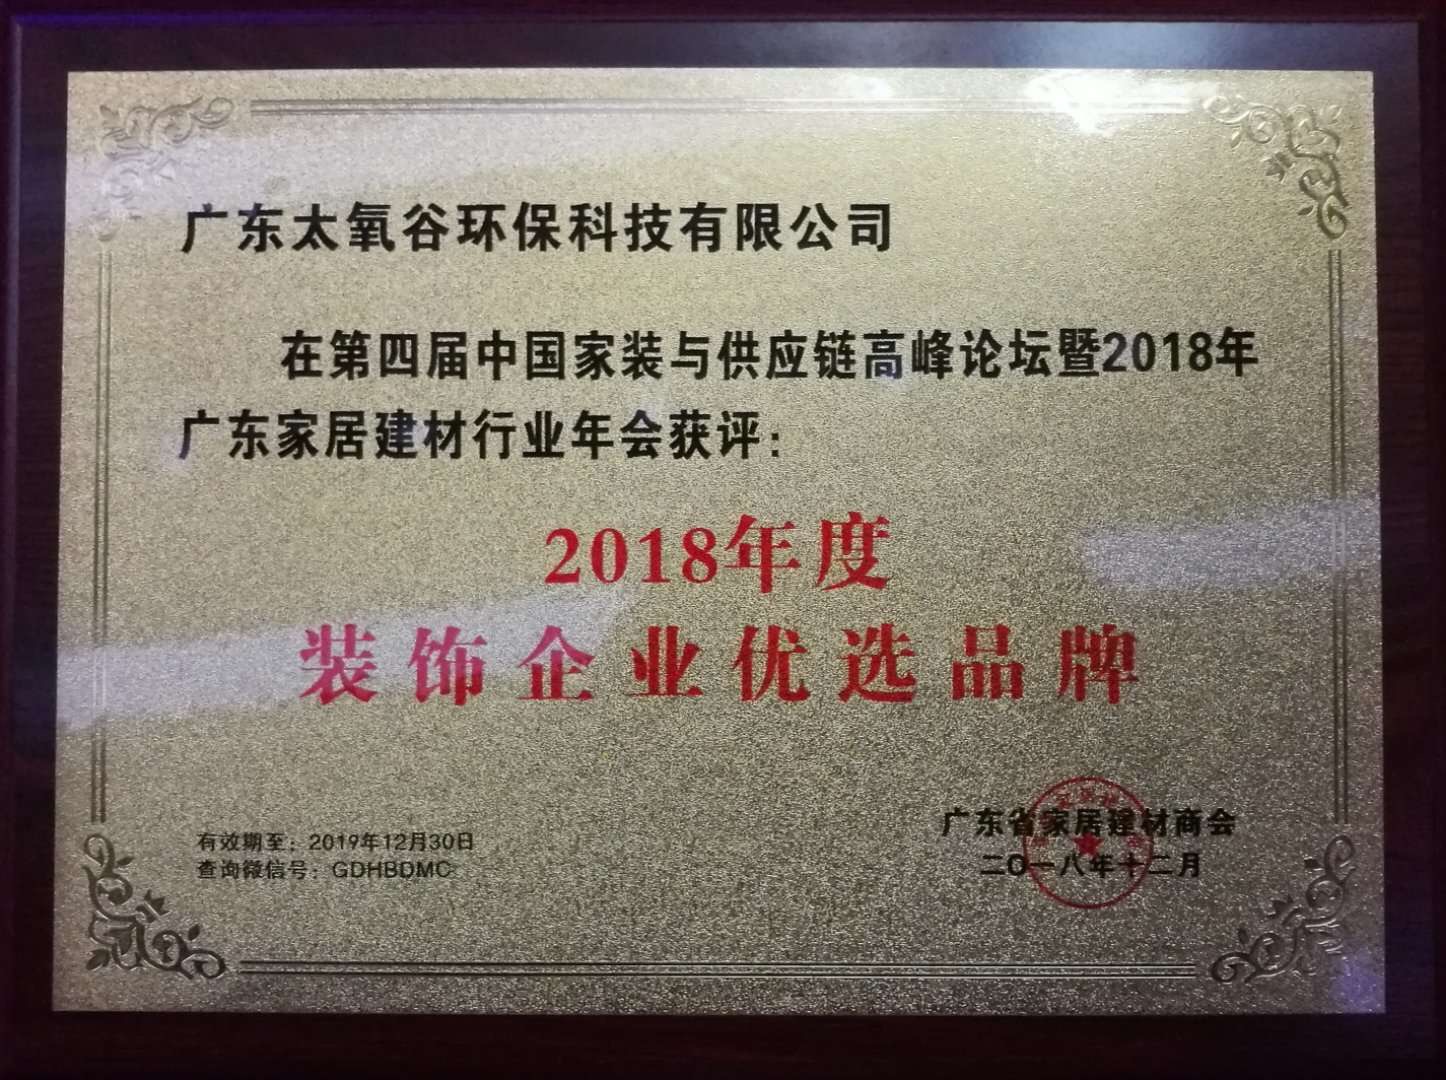 广东太氧谷环保科技有限公司
在第四届中国家装与供应链高峰论坛暨2018年
广东家居建材行业年会获评：
2018年度
装饰企业优选品牌
有效期至：2019年12月30日
查询微信号：GDHBDMC
广东省家居建材商会
二〇一八年十二月